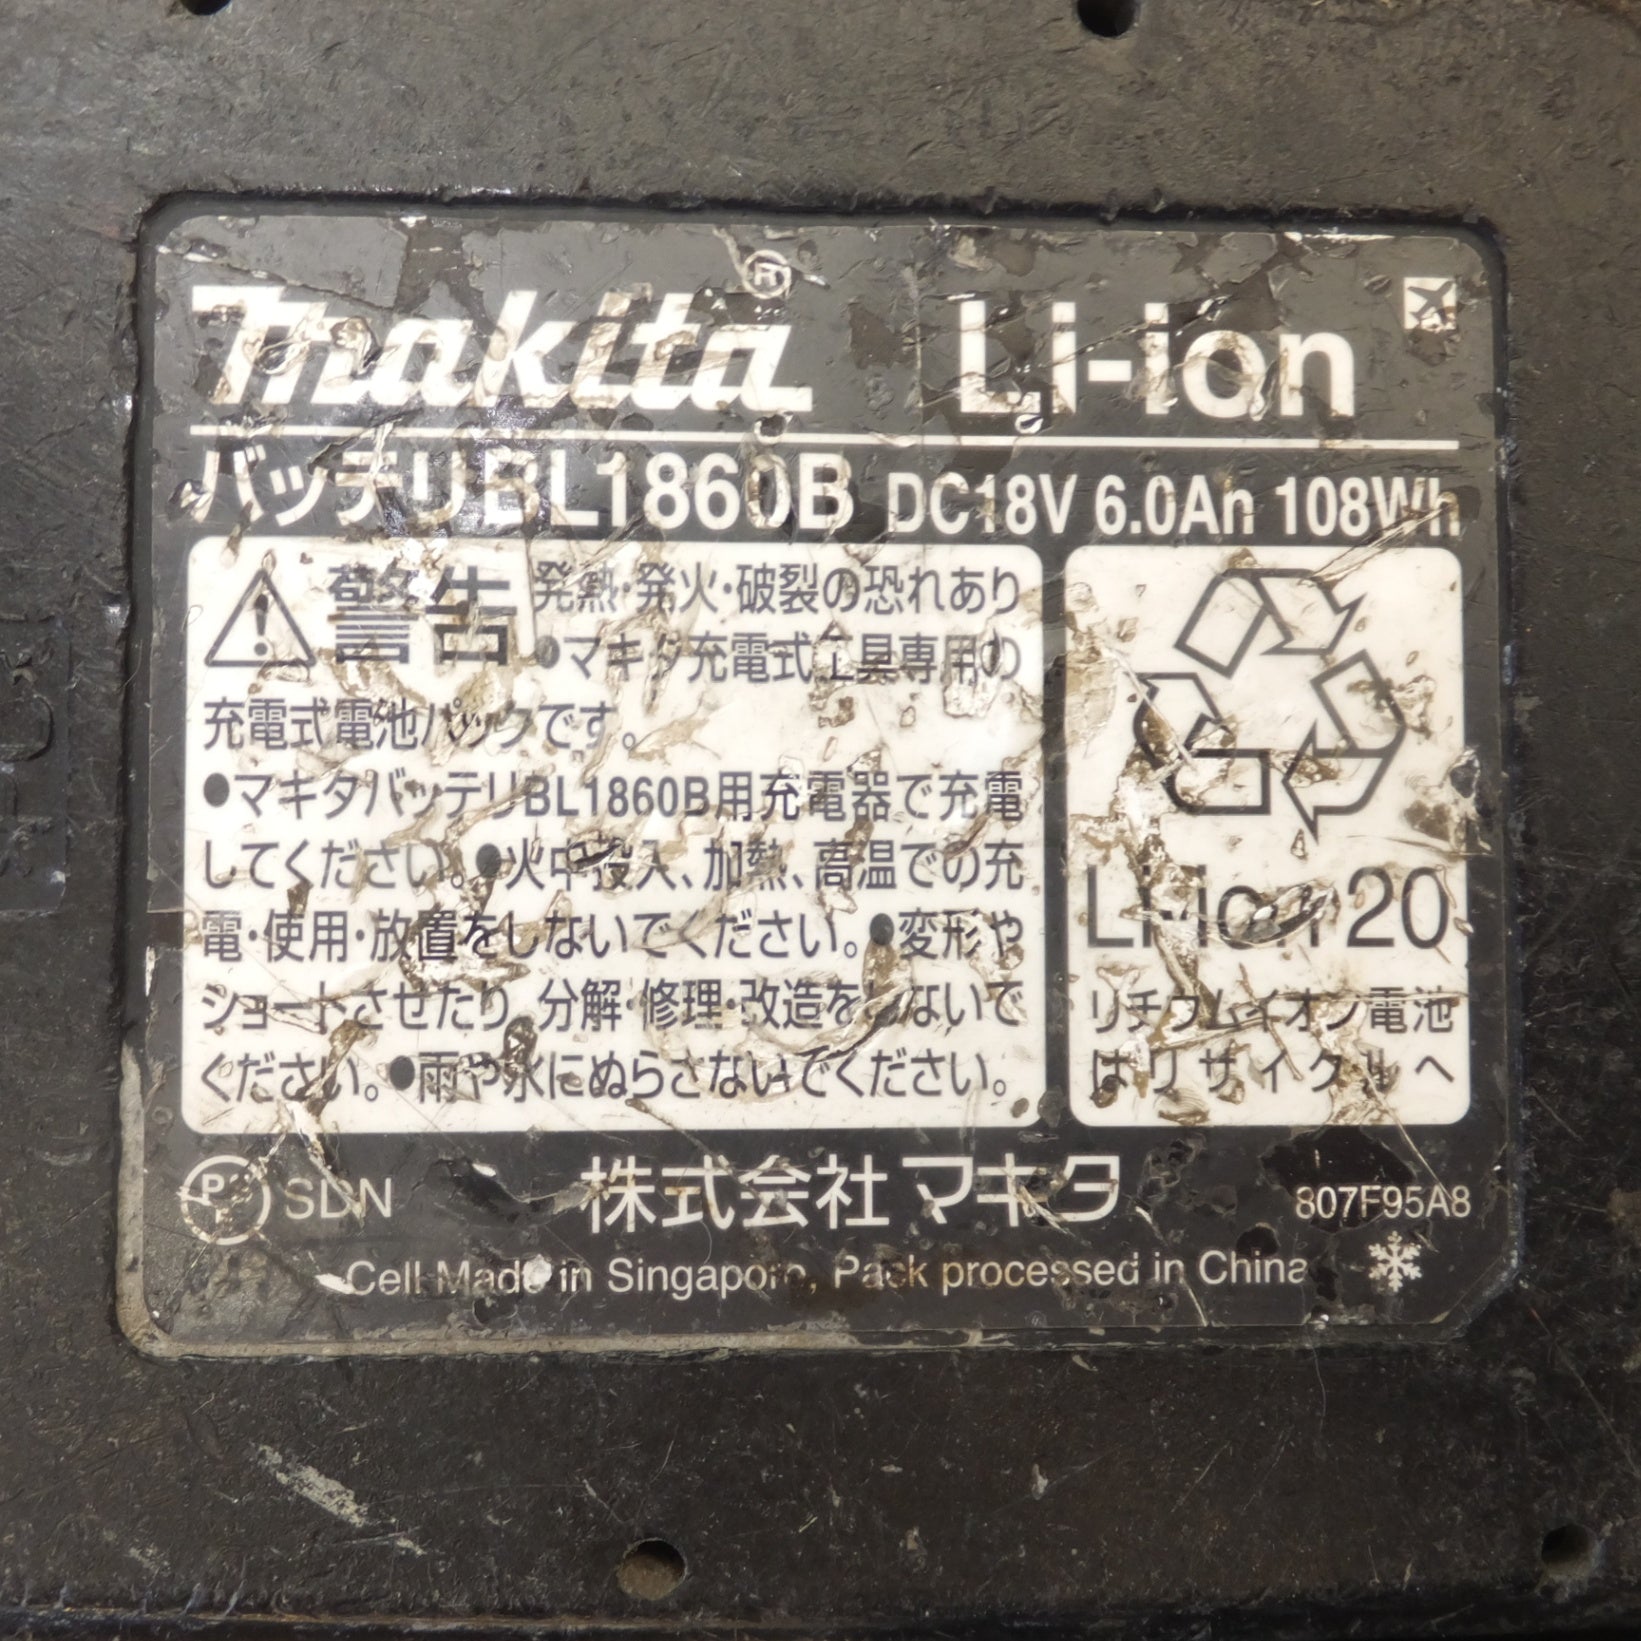 makita® Li-ion
バッテリBL1860B DC18V 6.0Ah 108Wh
警告 発熱・発火・破裂の恐れあり
●マキタ充電式工具専用の
充電式電池パックです。
●マキタバッテリBL1860B用充電器で充電
してください。●火中投入、加熱、高温での充
電・使用・放置をしないでください。●変形や
ショートさせたり、分解・修理・改造をしないで
ください。●雨や水にぬらさないでください。
Li-ion 20
リチウムイオン電池
はリサイクルへ
PSE SDN 株式会社マキタ 807F95A8
Cell Made in Singapore, Pack processed in China